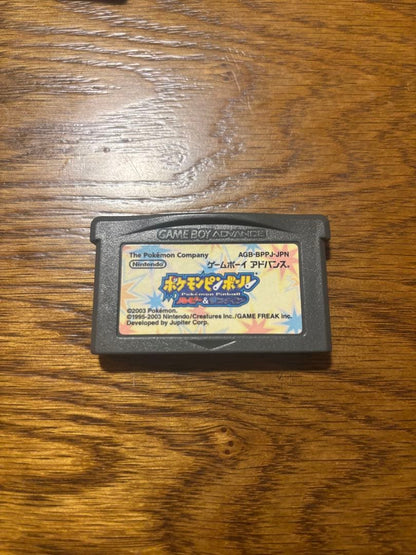 GAME BOY ADVANCE
The Pokémon Company AGB-BPPJ-JPN
Nintendo ゲームボーイ アドバンス®
ポケモンピンボール
Pokémon Pinball
ルビー&サファイア
©2003 Pokémon.
©1995-2003 Nintendo/Creatures Inc./GAME FREAK inc.
Developed by Jupiter Corp.